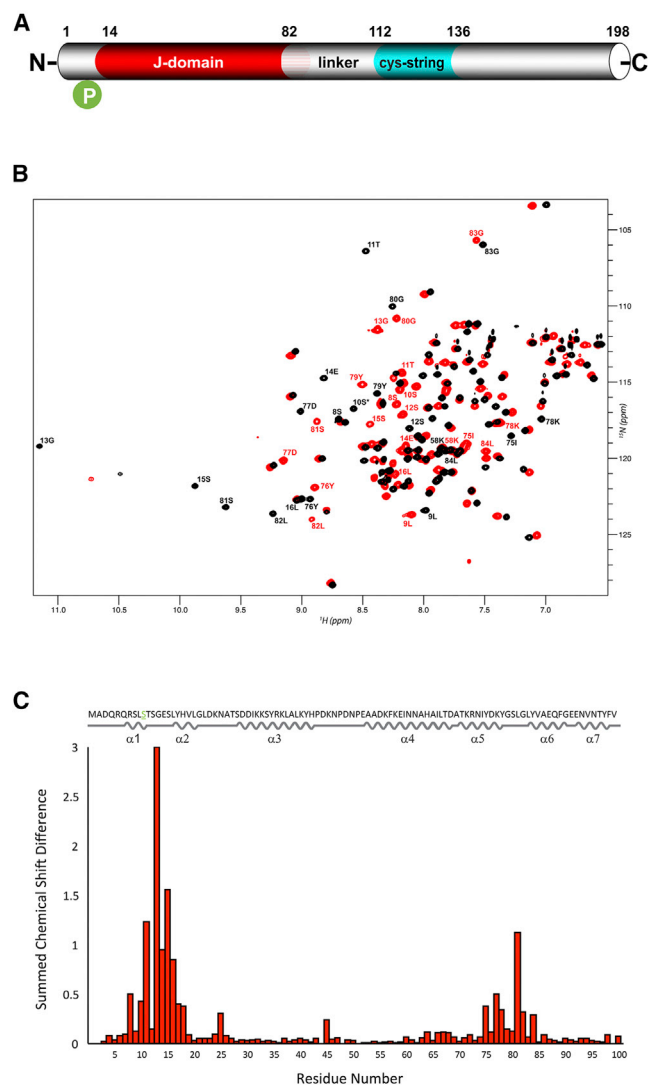 A
1 14 82 112 136 198
N J-domain linker cys-string C
P
B
11T
83G
83G
105
80G
13G
80G
110
14E
79Y
79Y
11T
10S
77D
10S*
8S
8S
12S
115
81S
15S
12S
58K
58K
75I
78K
78K
75I
13G
77D
14E
84L
84L
120
15S
76Y
16L
16L
76Y
81S
82L
82L
9L
9L
125
11.0 10.5 10.0 9.5 9.0 8.5 8.0 7.5 7.0
¹H (ppm)
¹⁵N (ppm)
C
MADQRQRSLSTSGESLYHVLGLDKNATSDDIKKSYRKLALKYHPDKNPDNPEAADKFKEINNAHAILTDATKRNIYDKYGSLGLYVAEQFGEENVNTYFV
α1 α2 α3 α4 α5 α6 α7
3
2.5
2
1.5
1
0.5
0
Summed Chemical Shift Difference
5 10 15 20 25 30 35 40 45 50 55 60 65 70 75 80 85 90 95 100
Residue Number